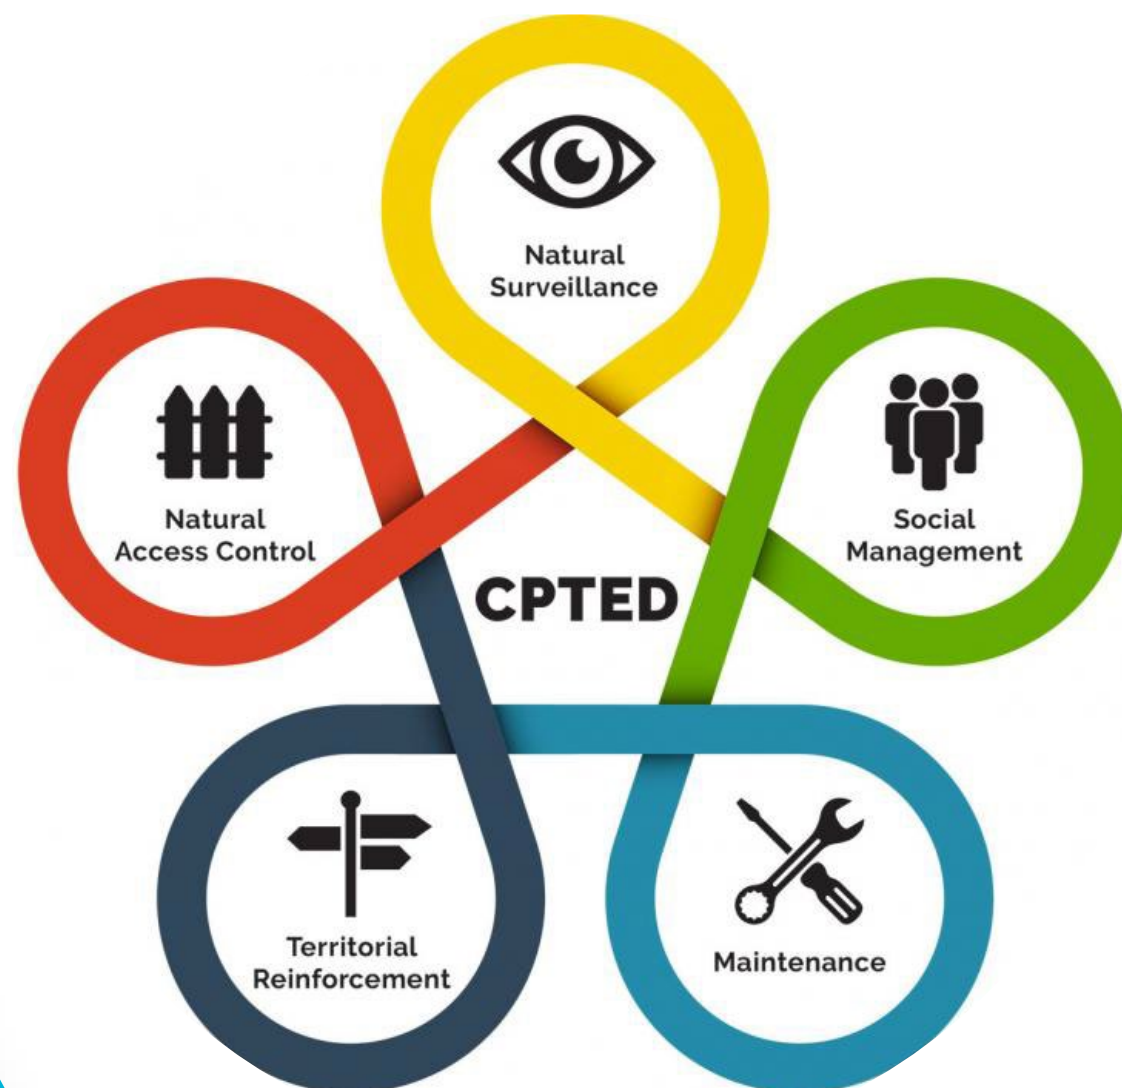 Natural
Surveillance
Natural
Access Control
Social
Management
CPTED
Territorial
Reinforcement
Maintenance